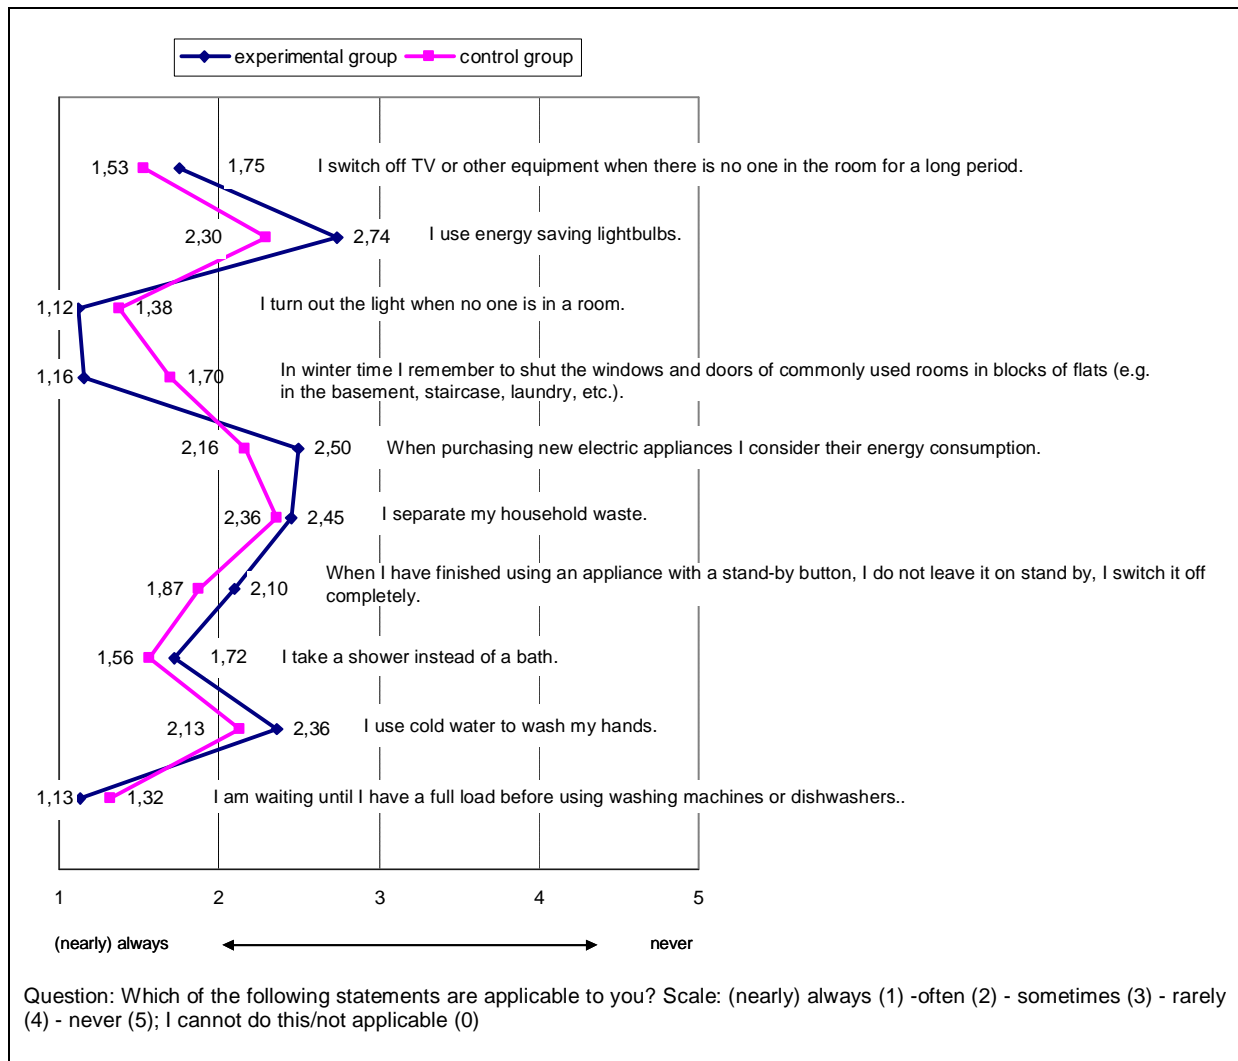 experimental group control group
1,53 1,75 I switch off TV or other equipment when there is no one in the room for a long period.
2,30 2,74 I use energy saving lightbulbs.
1,12 1,38 I turn out the light when no one is in a room.
1,16 1,70 In winter time I remember to shut the windows and doors of commonly used rooms in blocks of flats (e.g.
in the basement, staircase, laundry, etc.).
2,16 2,50 When purchasing new electric appliances I consider their energy consumption.
2,36 2,45 I separate my household waste.
1,87 2,10 When I have finished using an appliance with a stand-by button, I do not leave it on stand by, I switch it off
completely.
1,56 1,72 I take a shower instead of a bath.
2,13 2,36 I use cold water to wash my hands.
1,13 1,32 I am waiting until I have a full load before using washing machines or dishwashers..
1 2 3 4 5
(nearly) always never
Question: Which of the following statements are applicable to you? Scale: (nearly) always (1) -often (2) - sometimes (3) - rarely
(4) - never (5); I cannot do this/not applicable (0)